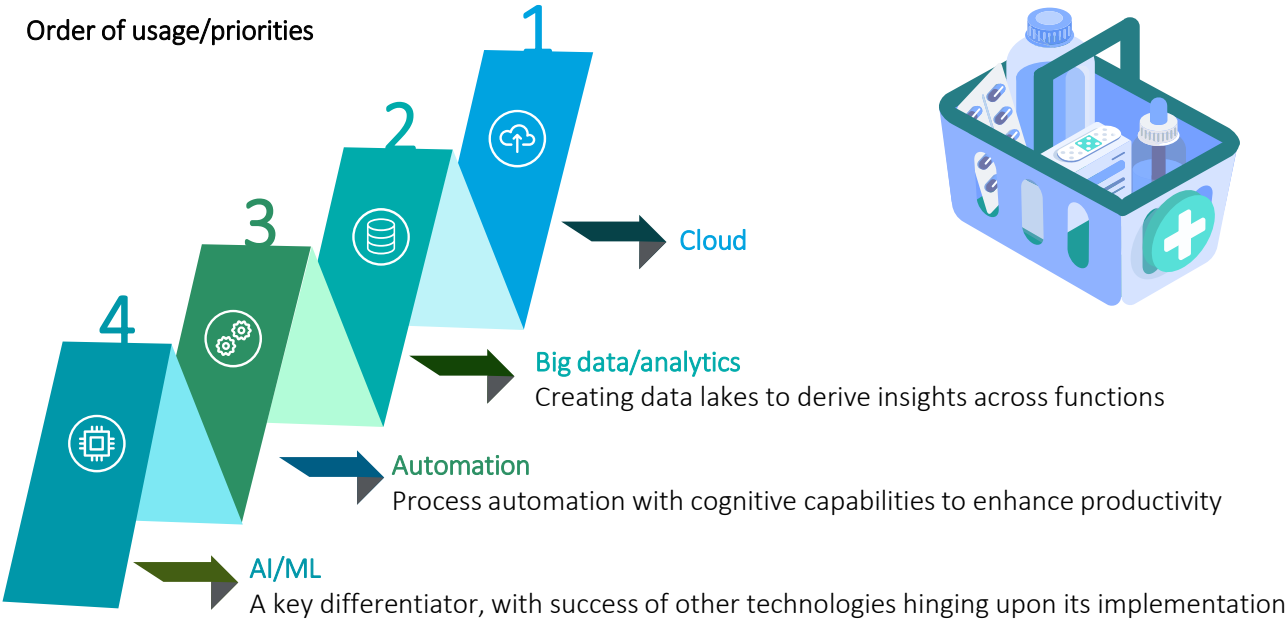 Order of usage/priorities
1
2
3
4
Cloud
Big data/analytics
Creating data lakes to derive insights across functions
Automation
Process automation with cognitive capabilities to enhance productivity
AI/ML
A key differentiator, with success of other technologies hinging upon its implementation